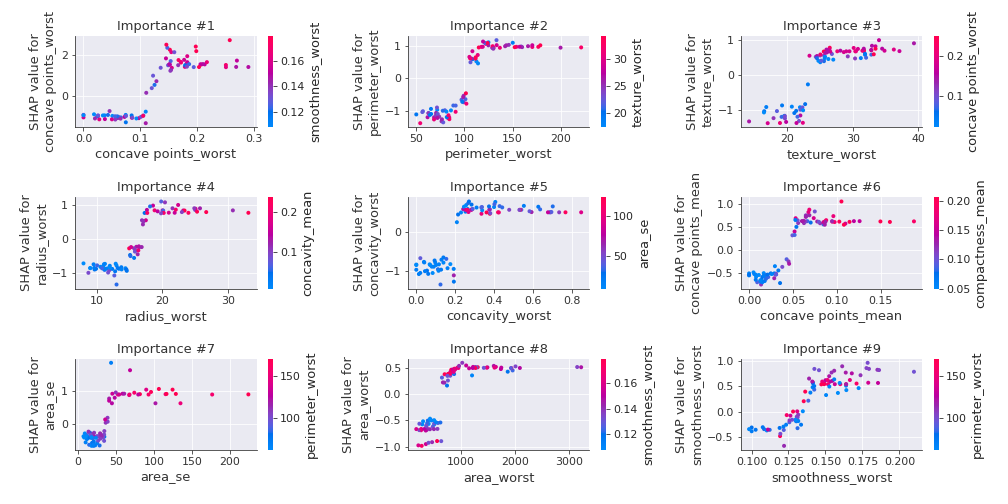 Importance #1
Importance #2
Importance #3
SHAP value for
concave points_worst
2
0
0.0
0.1
0.2
0.3
concave points_worst
0.16
0.14
0.12
smoothness_worst
SHAP value for
perimeter_worst
1
0
−1
50
100
150
200
perimeter_worst
30
25
20
texture_worst
SHAP value for
texture_worst
1
0
−1
20
30
40
texture_worst
0.2
0.1
concave points_worst
Importance #4
Importance #5
Importance #6
SHAP value for
radius_worst
1
0
−1
10
20
30
radius_worst
0.2
0.1
concavity_mean
SHAP value for
concavity_worst
0
−1
0.0
0.2
0.4
0.6
0.8
concavity_worst
100
50
area_se
SHAP value for
concave points_mean
1.0
0.5
0.0
−0.5
0.00
0.05
0.10
0.15
concave points_mean
0.20
0.15
0.10
0.05
compactness_mean
Importance #7
Importance #8
Importance #9
SHAP value for
area_se
1
0
0
50
100
150
200
area_se
150
100
perimeter_worst
SHAP value for
area_worst
0.5
0.0
−0.5
−1.0
1000
2000
3000
area_worst
0.16
0.14
0.12
smoothness_worst
SHAP value for
smoothness_worst
1.0
0.5
0.0
−0.5
0.100
0.125
0.150
0.175
0.200
smoothness_worst
150
100
perimeter_worst